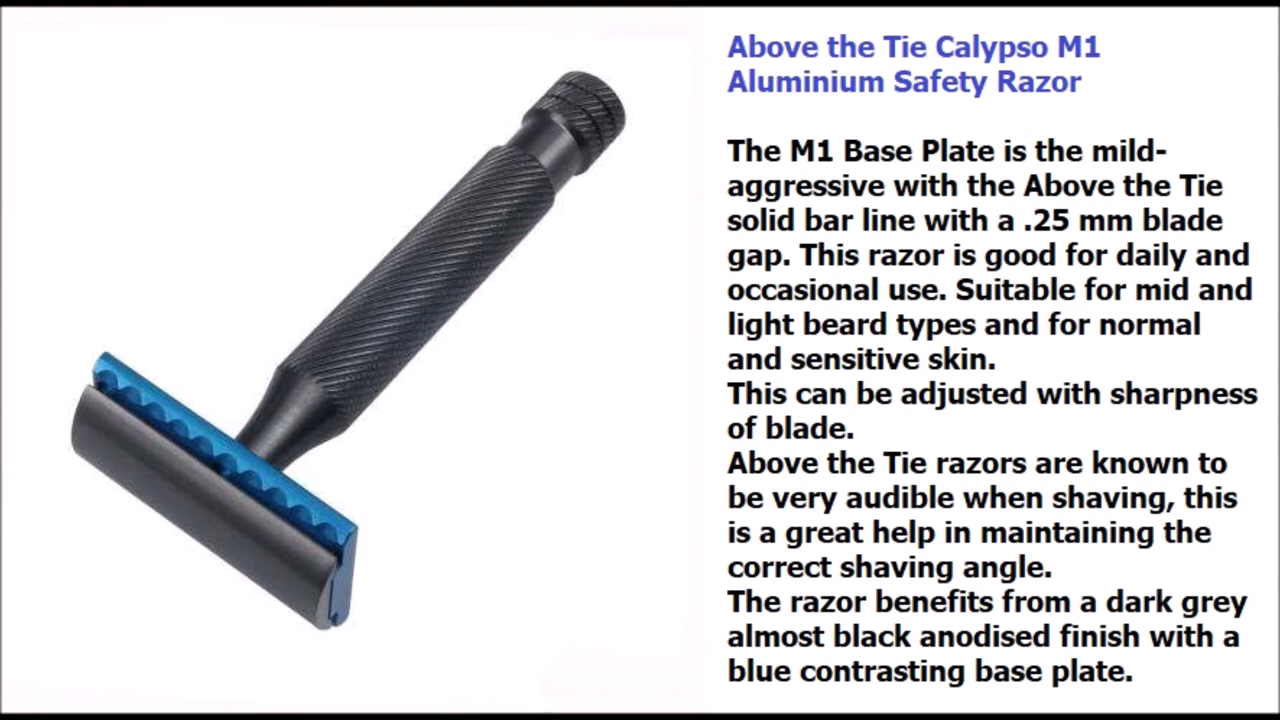 Above the Tie Calypso M1
Aluminium Safety Razor
The M1 Base Plate is the mild-
aggressive with the Above the Tie
solid bar line with a .25 mm blade
gap. This razor is good for daily and
occasional use. Suitable for mid and
light beard types and for normal
and sensitive skin.
This can be adjusted with sharpness
of blade.
Above the Tie razors are known to
be very audible when shaving, this
is a great help in maintaining the
correct shaving angle.
The razor benefits from a dark grey
almost black anodised finish with a
blue contrasting base plate.